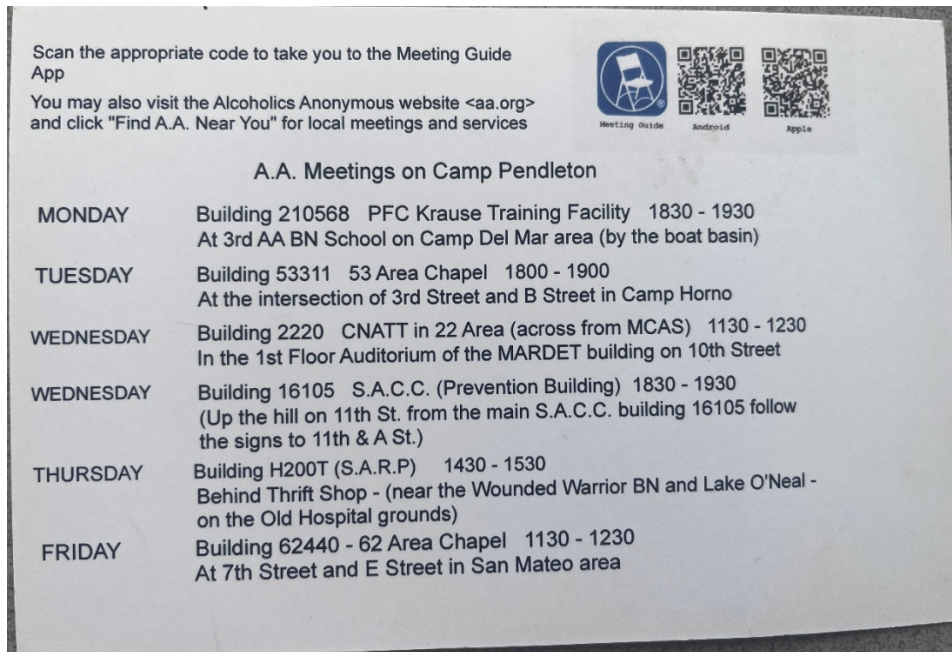 Scan the appropriate code to take you to the Meeting Guide
App
You may also visit the Alcoholics Anonymous website <aa.org>
and click "Find A.A. Near You" for local meetings and services
Meeting Guide Android Apple
A.A. Meetings on Camp Pendleton
MONDAY Building 210568 PFC Krause Training Facility 1830 - 1930
At 3rd AA BN School on Camp Del Mar area (by the boat basin)
TUESDAY Building 53311 53 Area Chapel 1800 - 1900
At the intersection of 3rd Street and B Street in Camp Horno
WEDNESDAY Building 2220 CNATT in 22 Area (across from MCAS) 1130 - 1230
In the 1st Floor Auditorium of the MARDET building on 10th Street
WEDNESDAY Building 16105 S.A.C.C. (Prevention Building) 1830 - 1930
(Up the hill on 11th St. from the main S.A.C.C. building 16105 follow
the signs to 11th & A St.)
THURSDAY Building H200T (S.A.R.P) 1430 - 1530
Behind Thrift Shop - (near the Wounded Warrior BN and Lake O'Neal -
on the Old Hospital grounds)
FRIDAY Building 62440 - 62 Area Chapel 1130 - 1230
At 7th Street and E Street in San Mateo area